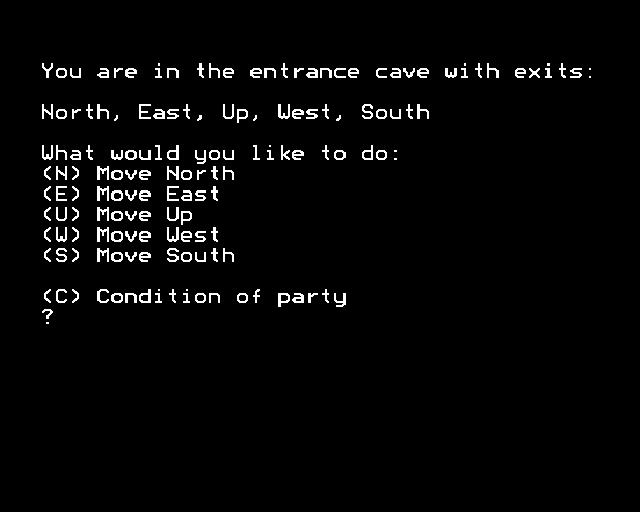 You are in the entrance cave with exits:
North, East, Up, West, South
What would you like to do:
(N) Move North
(E) Move East
(U) Move Up
(W) Move West
(S) Move South
(C) Condition of party
?